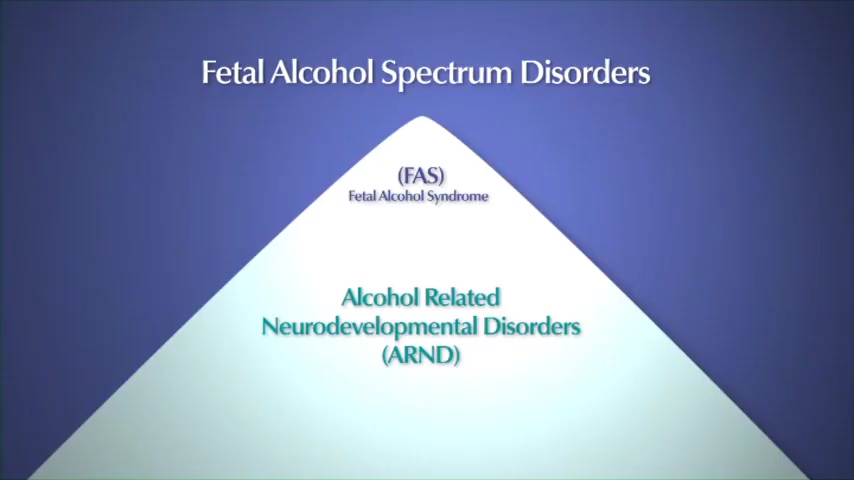 Fetal Alcohol Spectrum Disorders
(FAS)
Fetal Alcohol Syndrome
Alcohol Related
Neurodevelopmental Disorders
(ARND)